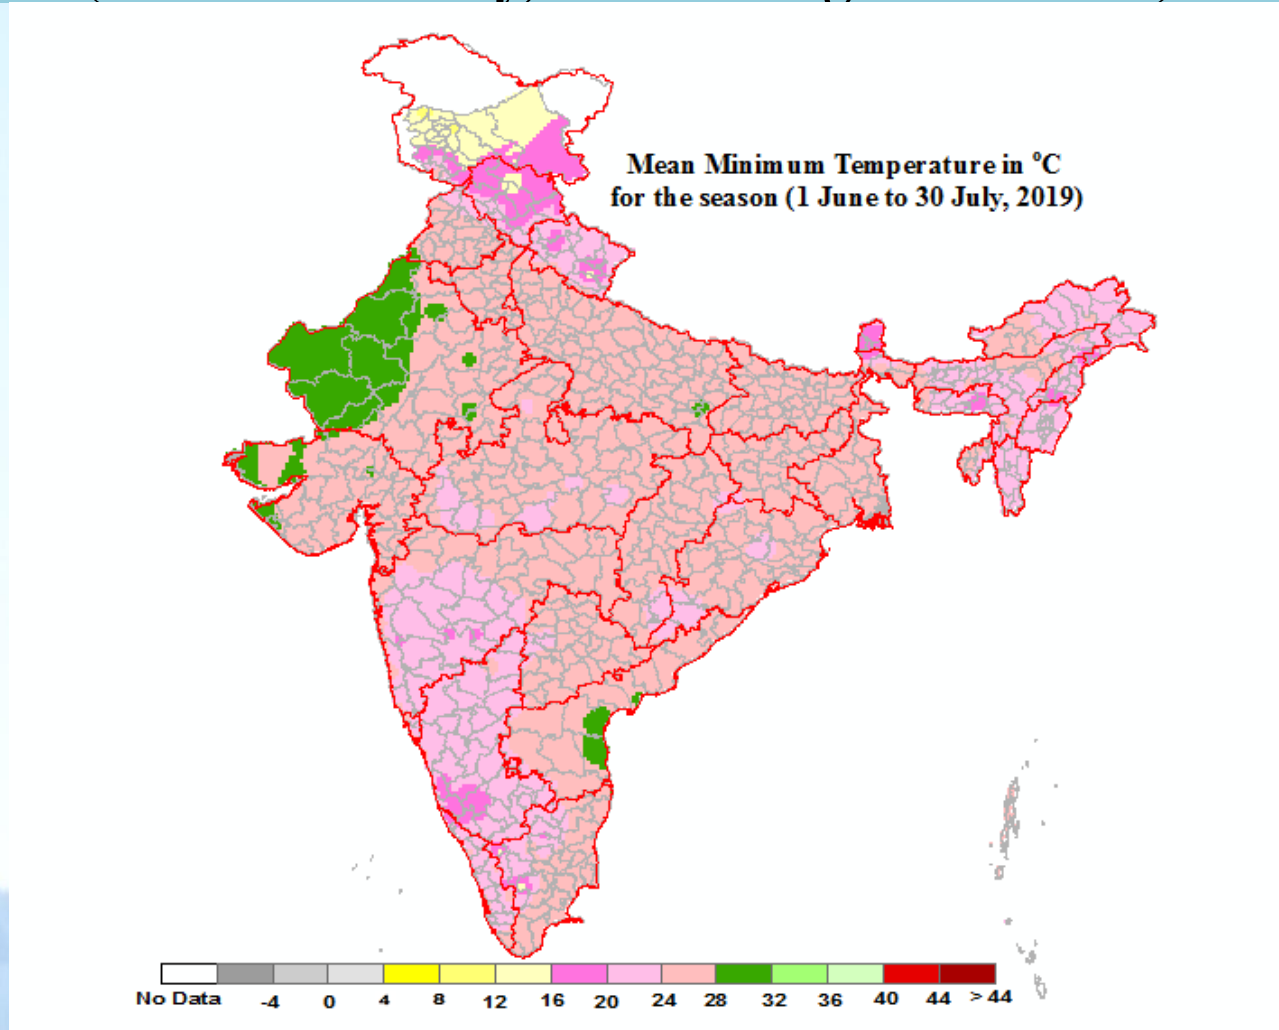 Mean Minimum Temperature in °C
for the season (1 June to 30 July, 2019)
No Data -4 0 4 8 12 16 20 24 28 32 36 40 44 > 44